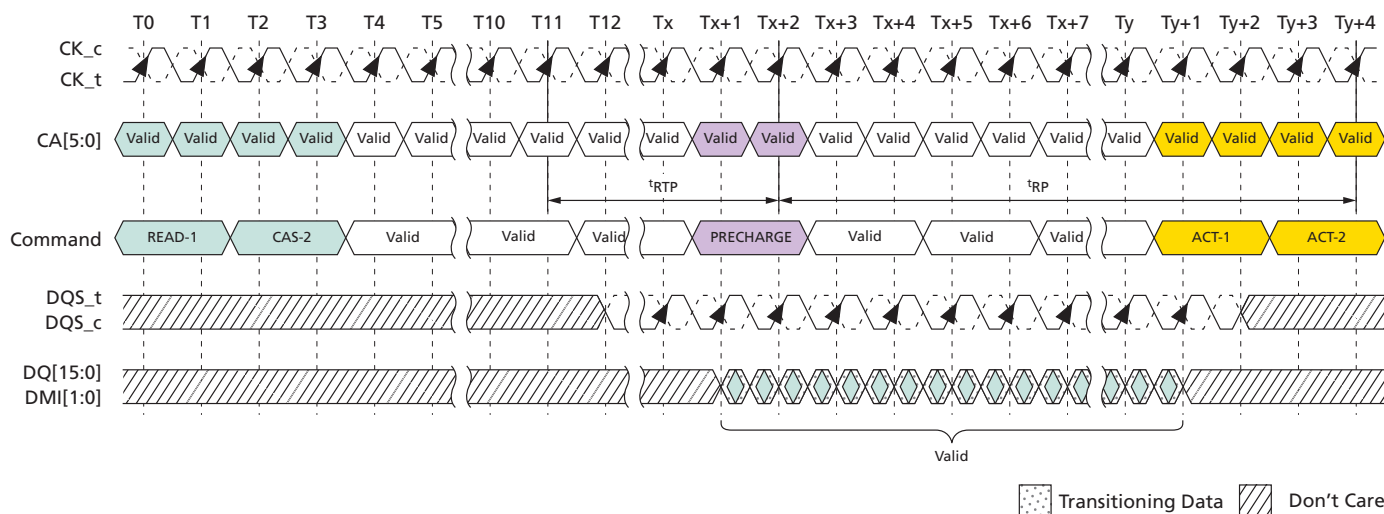 T0 T1 T2 T3 T4 T5 T10 T11 T12 Tx Tx+1 Tx+2 Tx+3 Tx+4 Tx+5 Tx+6 Tx+7 Ty Ty+1 Ty+2 Ty+3 Ty+4
CK_c
CK_t
CA[5:0] Valid Valid Valid Valid Valid Valid Valid Valid Valid Valid Valid Valid Valid Valid Valid Valid Valid Valid Valid Valid Valid Valid
tRTP tRP
Command READ-1 CAS-2 Valid Valid Valid PRECHARGE Valid Valid Valid ACT-1 ACT-2
DQS_t
DQS_c
DQ[15:0]
DMI[1:0]
Valid
Transitioning Data Don't Care